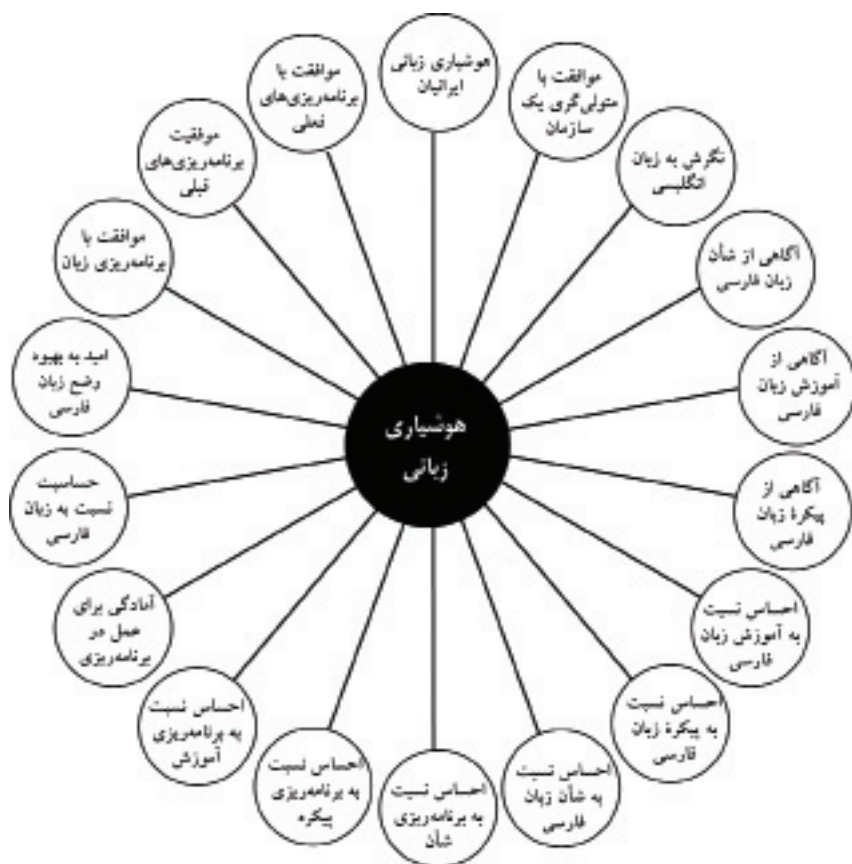 هوشیاری
زبانی
هوشیاری زبانی
ایرانیان
موافقت با
متولی‌گری یک
سازمان
نگرش به زبان
انگلیسی
آگاهی از شأن
زبان فارسی
آگاهی از
آموزش زبان
فارسی
آگاهی از
پیکرهٔ زبان
فارسی
احساس نسبت
به آموزش زبان
فارسی
احساس نسبت
به پیکرهٔ زبان
فارسی
احساس نسبت
به شأن زبان
فارسی
احساس نسبت
به برنامه‌ریزی
شأن
احساس نسبت
به برنامه‌ریزی
پیکره
احساس نسبت
به برنامه‌ریزی
آموزش
آمادگی برای
عمل در
برنامه‌ریزی
حساسیت
نسبت به زبان
فارسی
امید به بهبود
وضع زبان
فارسی
موافقت با
برنامه‌ریزی زبان
موفقیت
برنامه‌ریزی‌های
قبلی
موافقت با
برنامه‌ریزی‌های
فعلی